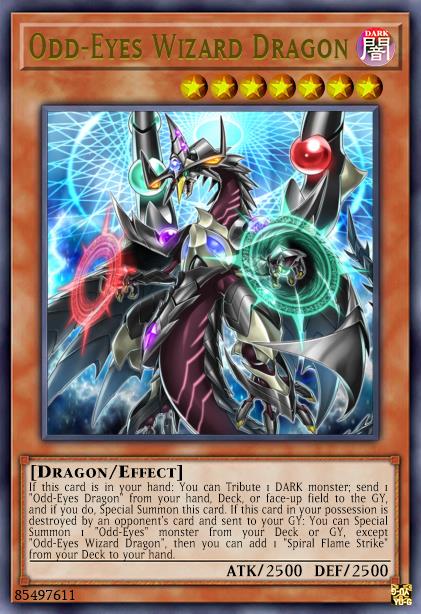 ODD-EYES WIZARD DRAGON
DARK
闇
[DRAGON/EFFECT]
If this card is in your hand: You can Tribute 1 DARK monster; send 1
"Odd-Eyes Dragon" from your hand, Deck, or face-up field to the GY,
and if you do, Special Summon this card. If this card in your possession is
destroyed by an opponent's card and sent to your GY: You can Special
Summon 1 "Odd-Eyes" monster from your Deck or GY, except
"Odd-Eyes Wizard Dragon", then you can add 1 "Spiral Flame Strike"
from your Deck to your hand.
ATK/2500 DEF/2500
85497611